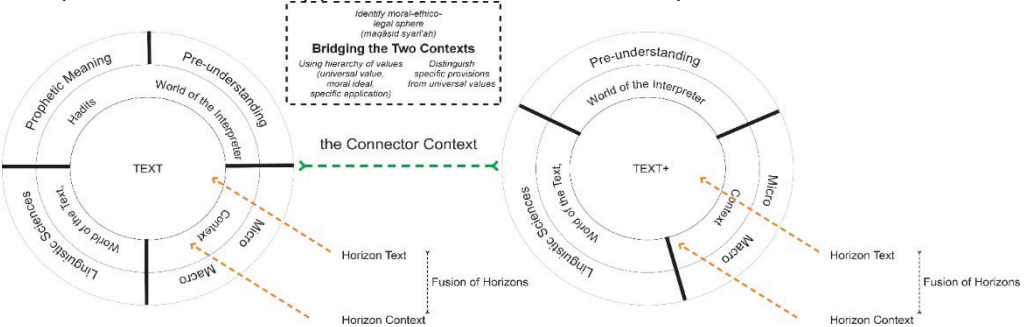 Identify moral-ethico-
legal sphere
(maqāṣid syarī'ah)
Bridging the Two Contexts
Using hierarchy of values
(universal value,
moral ideal,
specific application)
Distinguish
specific provisions
from universal values
the Connector Context
Prophetic Meaning
Pre-understanding
Hadits
World of the Interpreter
TEXT
World of the Text,
Linguistic Sciences
Context
Micro
Macro
Horizon Text
Fusion of Horizons
Horizon Context
Pre-understanding
World of the Interpreter
TEXT+
World of the Text,
Linguistic Sciences
Context
Micro
Macro
Horizon Text
Fusion of Horizons
Horizon Context